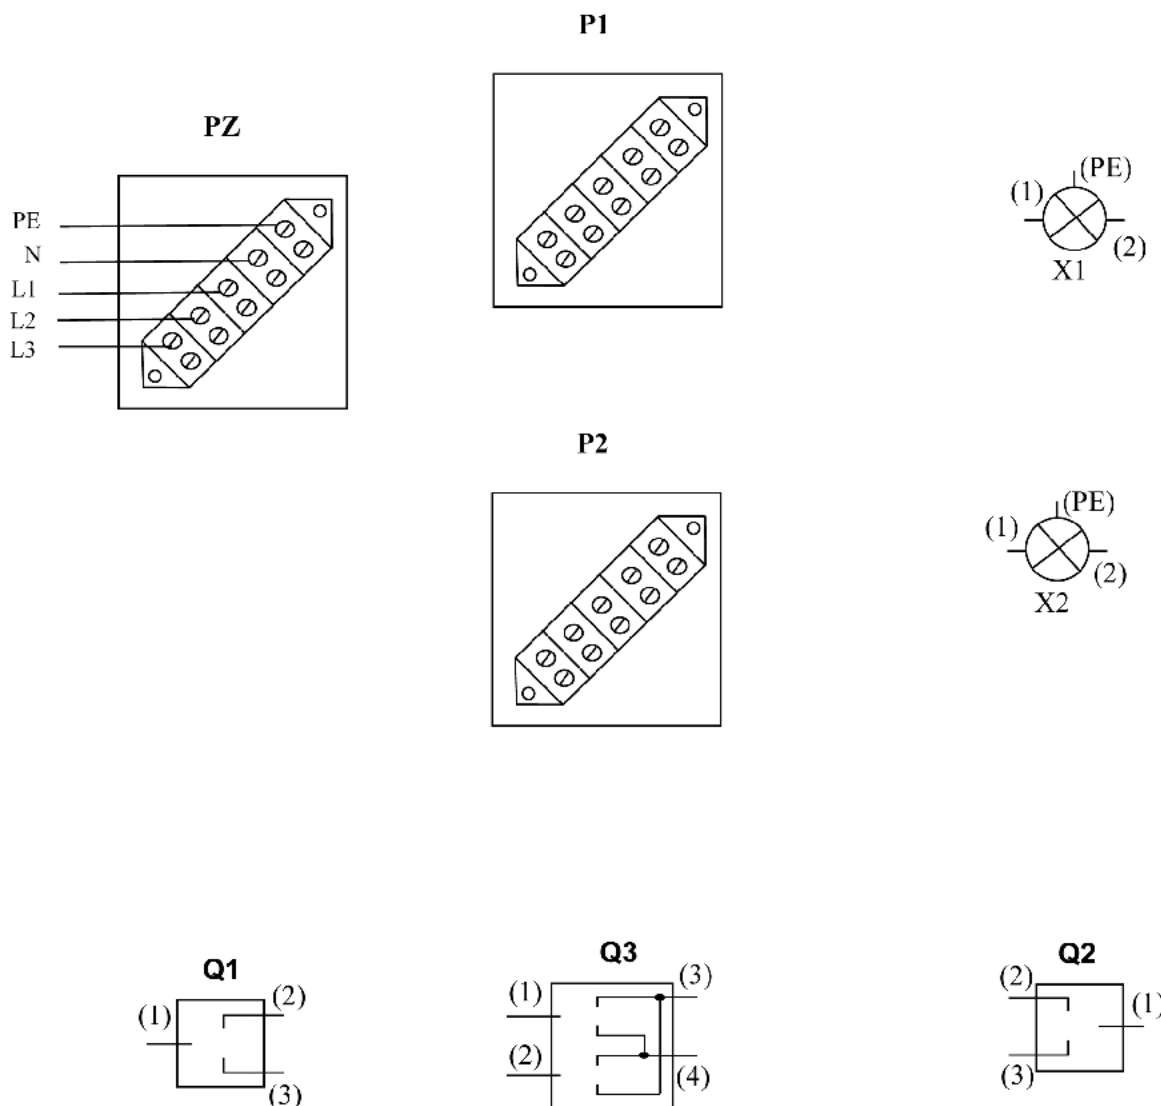 P1
PZ
PE
N
L1
L2
L3
(PE)
(1)
(2)
X1
P2
(PE)
(1)
(2)
X2
Q1
(1)
(2)
(3)
Q3
(1)
(2)
(3)
(4)
Q2
(2)
(1)
(3)